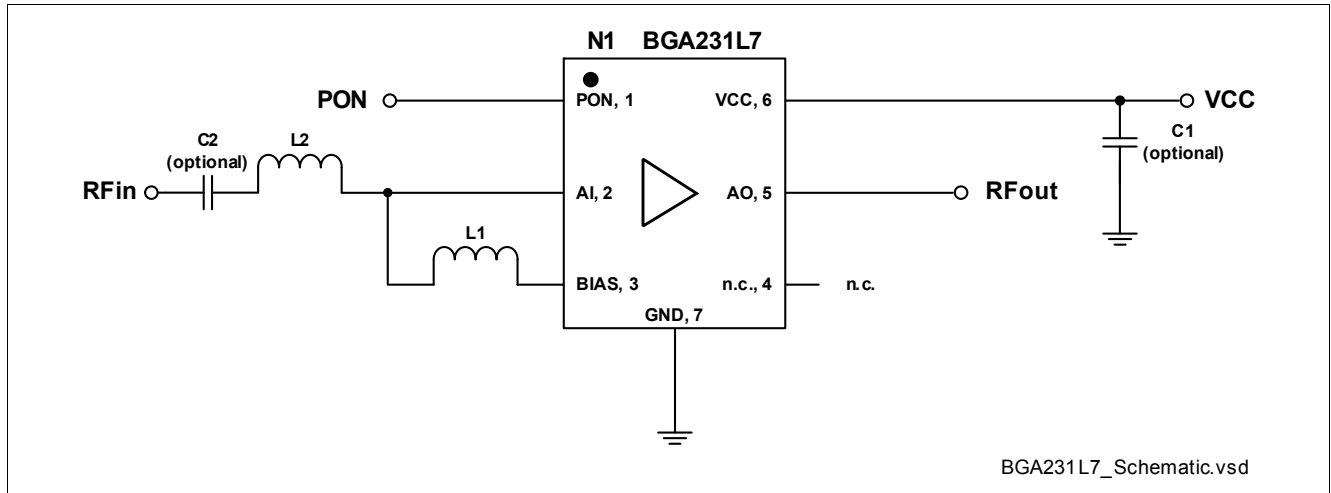 N1 BGA231L7
PON
PON, 1
VCC, 6
VCC
C2
(optional)
L2
C1
(optional)
RFin
AI, 2
AO, 5
RFout
L1
BIAS, 3
n.c., 4
n.c.
GND, 7
BGA231L7_Schematic.vsd